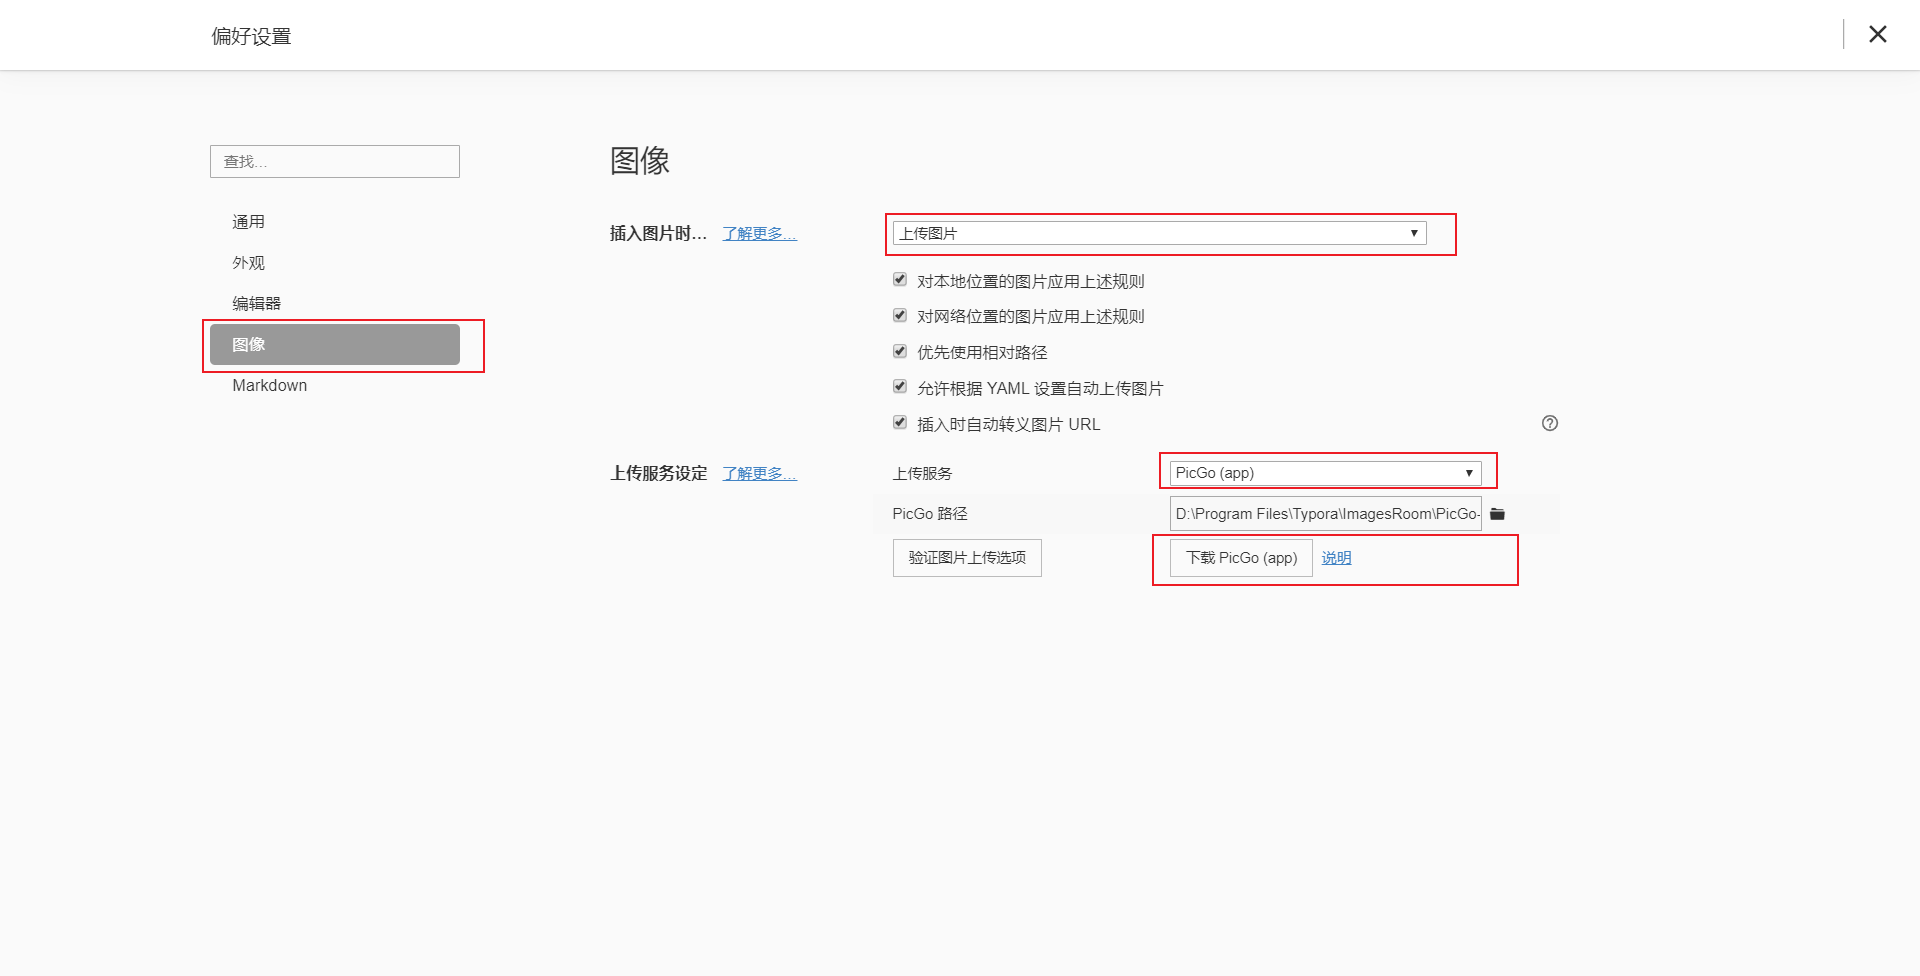 偏好设置
查找...
通用
外观
编辑器
图像
Markdown
图像
插入图片时... 了解更多... 上传图片
对本地位置的图片应用上述规则
对网络位置的图片应用上述规则
优先使用相对路径
允许根据 YAML 设置自动上传图片
插入时自动转义图片 URL
上传服务设定 了解更多... 上传服务 PicGo (app)
PicGo 路径 D:\Program Files\Typora\ImagesRoom\PicGo-
验证图片上传选项 下载 PicGo (app) 说明